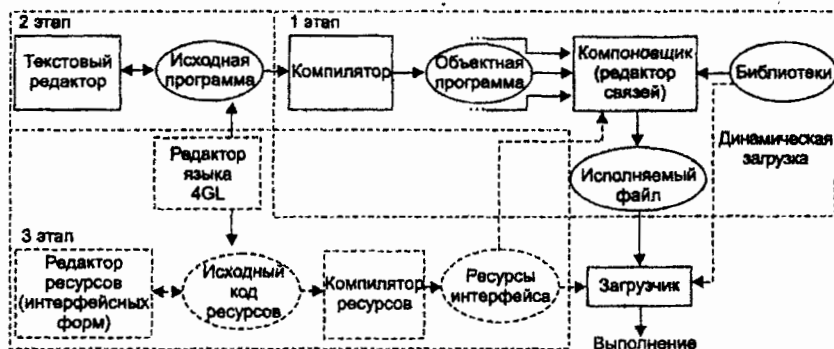 2 этап
1 этап
Текстовый
редактор
Исходная
программа
Компилятор
Объектная
программа
Компоновщик
(редактор
связей)
Библиотеки
Динамическая
загрузка
Редактор
языка
4GL
Исполняемый
файл
3 этап
Редактор
ресурсов
(интерфейсных
форм)
Исходный
код
ресурсов
Компилятор
ресурсов
Ресурсы
интерфейса
Загрузчик
Выполнение